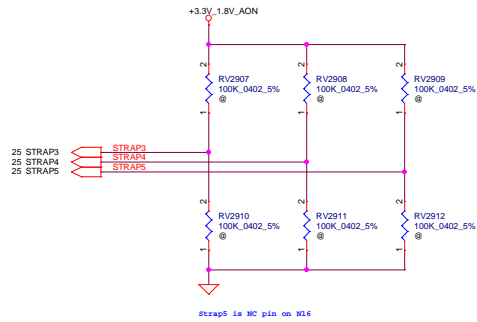 +3.3V_1.8V_AON
2 2 2
RV2907 RV2908 RV2909
100K_0402_5% 100K_0402_5% 100K_0402_5%
@ @ @
1 1 1
25 STRAP3 STRAP3
25 STRAP4 STRAP4
25 STRAP5 STRAP5
2 2 2
RV2910 RV2911 RV2912
100K_0402_5% 100K_0402_5% 100K_0402_5%
@ @ @
1 1 1
Strap5 is NC pin on N16